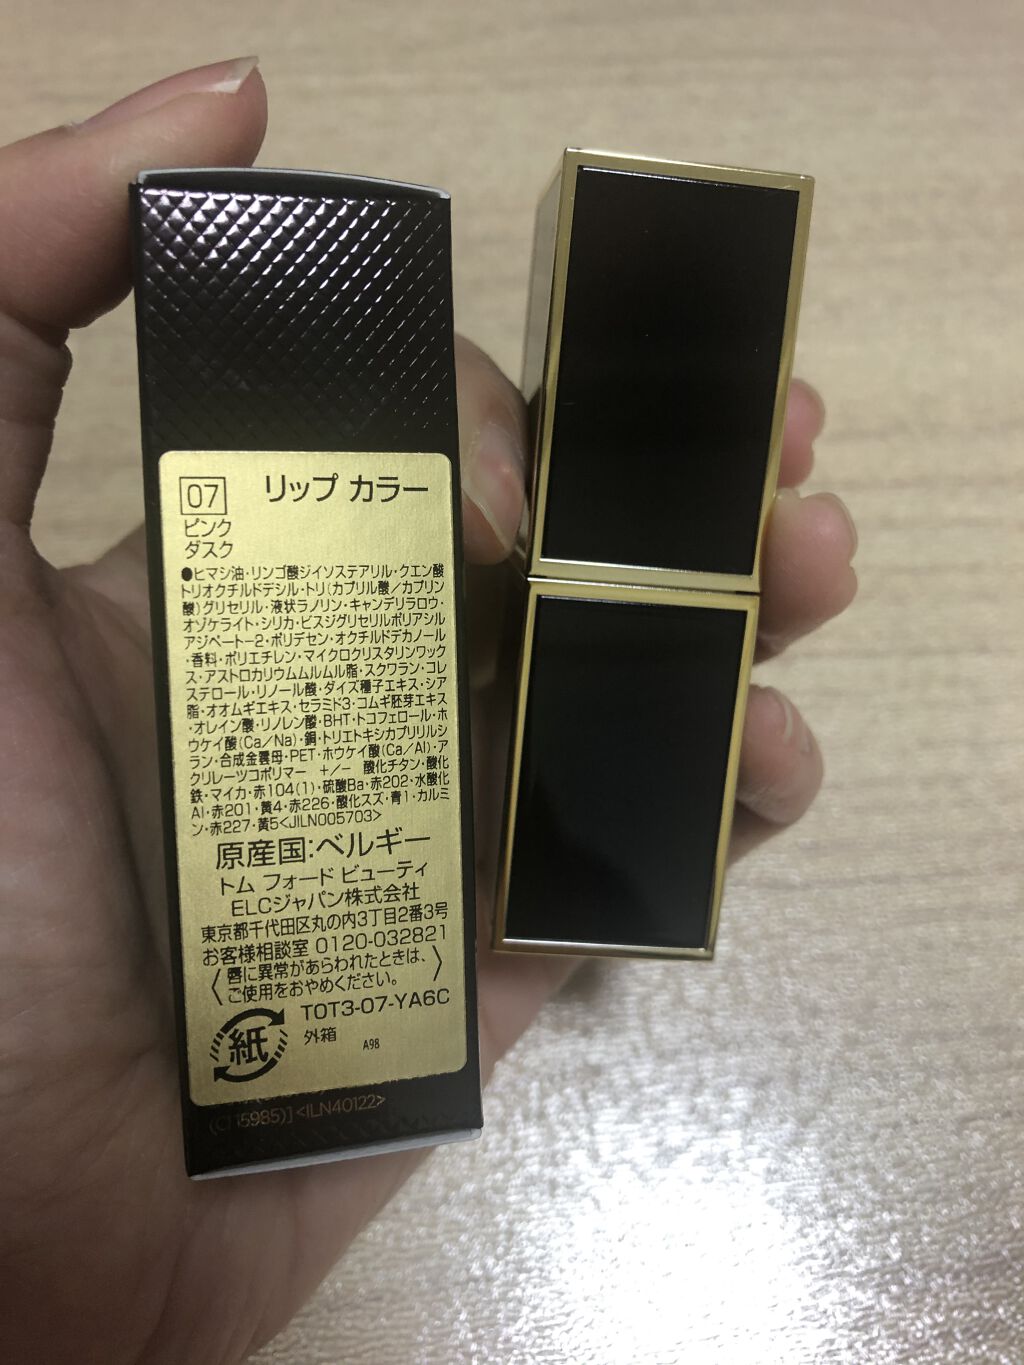 07
リップ カラー
ピンク
ダスク
●ヒマシ油・リンゴ酸ジイソステアリル・クエン酸
トリオクチルドデシル・トリ(カプリル酸/カプリン
酸)グリセリル・液状ラノリン・キャンデリラロウ・
オゾケライト・シリカ・ビスジグリセリルポリアシル
アジペート-2・ポリデセン・オクチルドデカノール
・香料・ポリエチレン・マイクロクリスタリンワック
ス・アストロカリウムムルムル脂・スクワラン・コレ
ステロール・リノール酸・ダイズ種子エキス・シア
脂・オオムギエキス・セラミド3・コムギ胚芽エキス
・オレイン酸・リノレン酸・BHT・トコフェロール・ホ
ウケイ酸(Ca/Na)・銅・トリエトキシカプリリルシ
ラン・合成金雲母・PET・ホウケイ酸(Ca/Al)・ア
クリレーツコポリマー +/- 酸化チタン・酸化
鉄・マイカ・赤104(1)・硫酸Ba・赤202・水酸化
Al・赤201・黄4・赤226・酸化スズ・青1・カルミ
ン・赤227・黄5<JILN005703>
原産国:ベルギー
トム フォード ビューティ
ELCジャパン株式会社
東京都千代田区丸の内3丁目2番3号
お客様相談室 0120-032821
〈唇に異常があらわれたときは、
ご使用をおやめください。〉
T0T3-07-YA6C
紙
外箱
A98
15985)] <ILN40122>